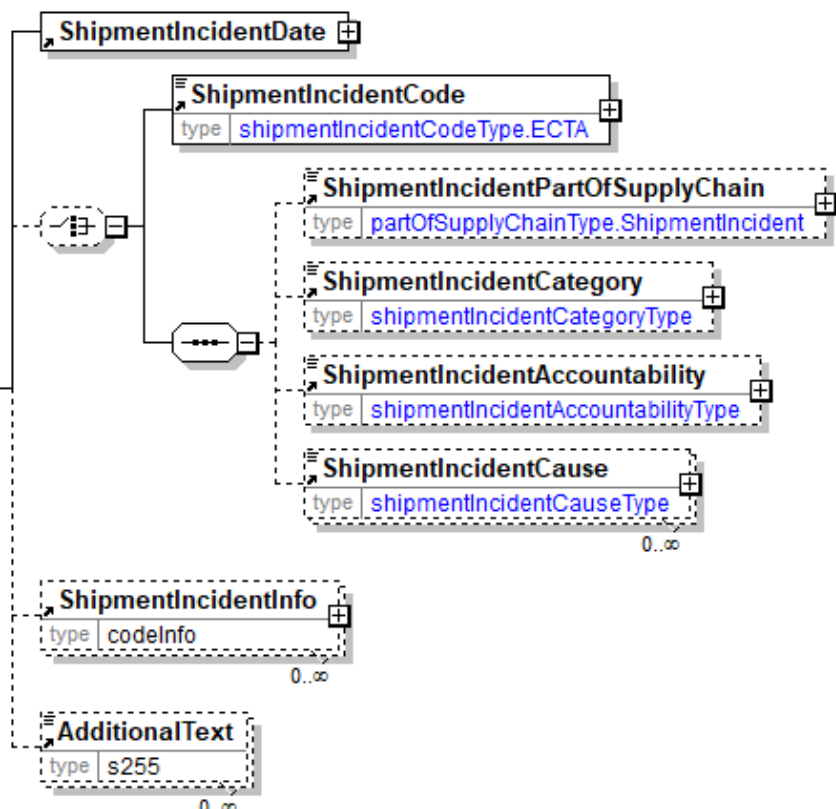 ShipmentIncidentDate
ShipmentIncidentCode
type shipmentIncidentCodeType.ECTA
ShipmentIncidentPartOfSupplyChain
type partOfSupplyChainType.ShipmentIncident
ShipmentIncidentCategory
type shipmentIncidentCategoryType
ShipmentIncidentAccountability
type shipmentIncidentAccountabilityType
ShipmentIncidentCause
type shipmentIncidentCauseType
0..∞
ShipmentIncidentInfo
type codeInfo
0..∞
AdditionalText
type s255
0..∞